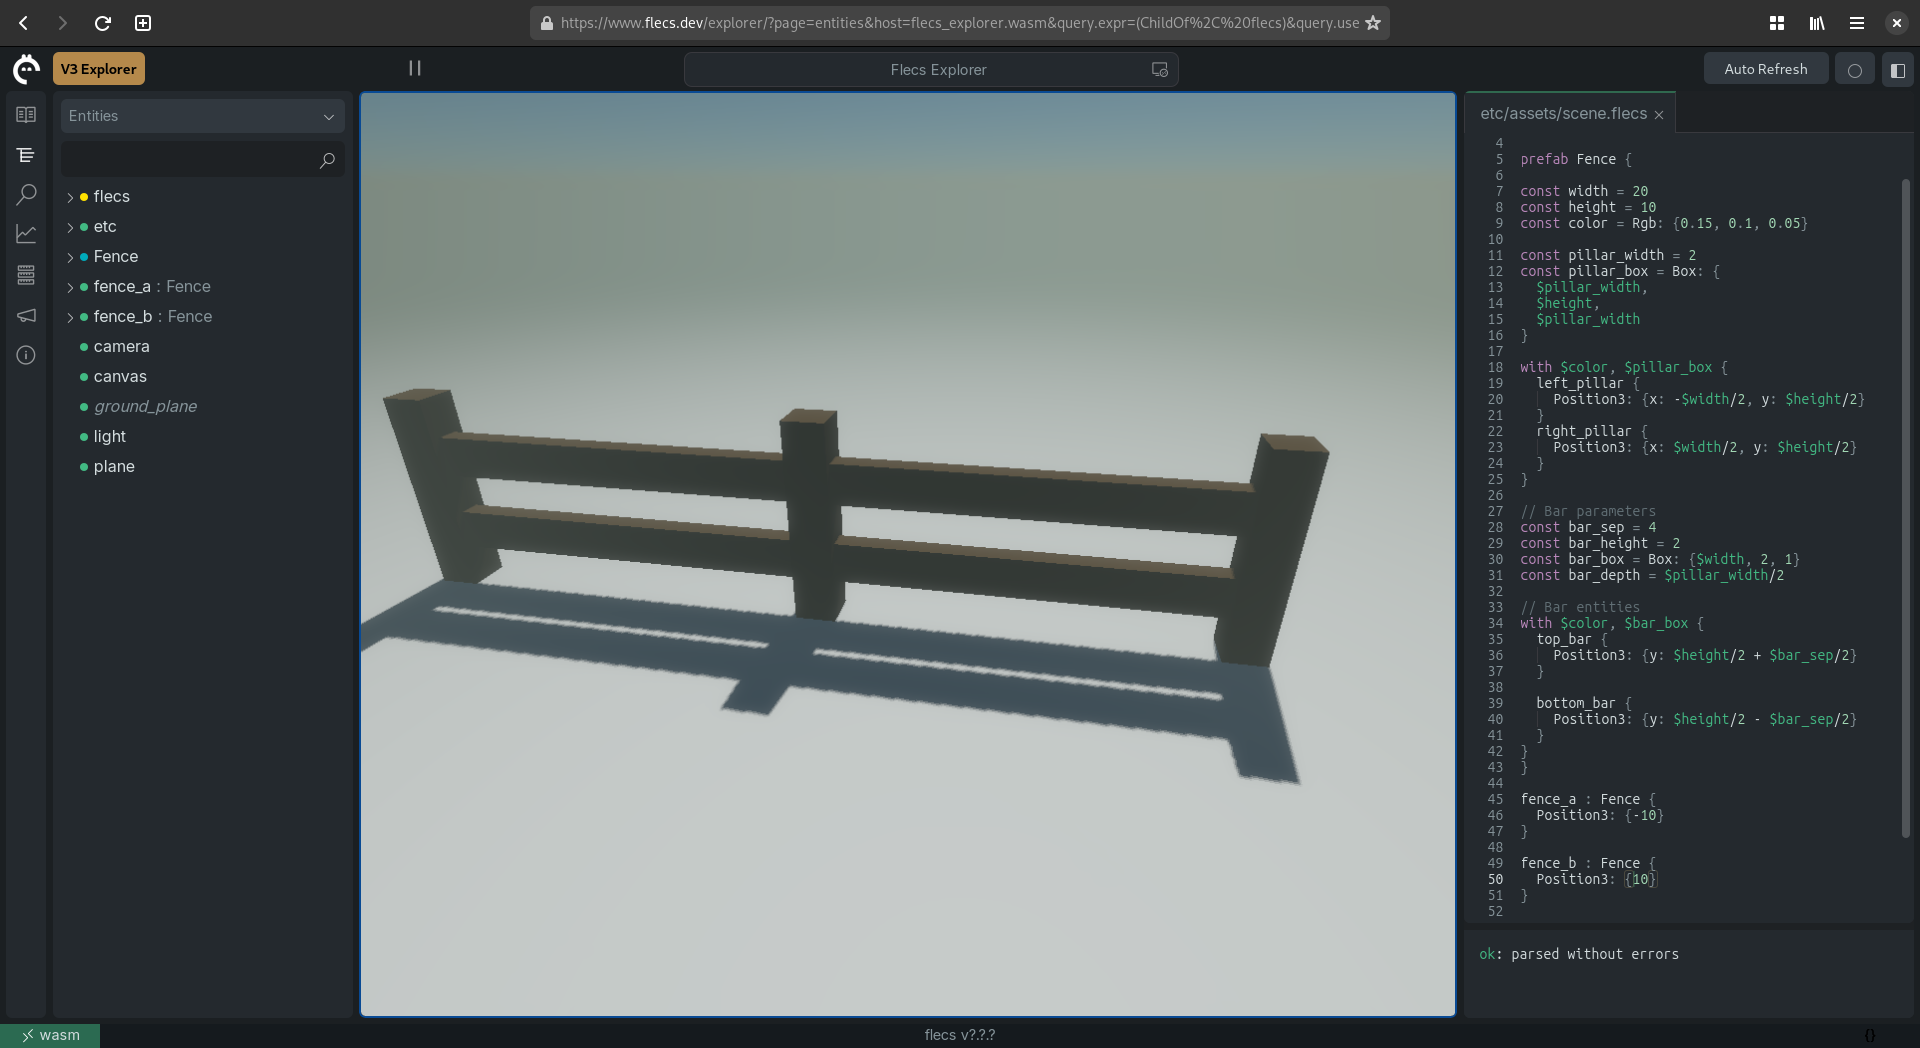 https://www.flecs.dev/explorer/?page=entities&host=flecs_explorer.wasm&query.expr=(ChildOf%2C%20flecs)&query.use
V3 Explorer
Flecs Explorer
Auto Refresh
Entities
flecs
etc
Fence
fence_a : Fence
fence_b : Fence
camera
canvas
ground_plane
light
plane
etc/assets/scene.flecs
4
5 prefab Fence {
6
7 const width = 20
8 const height = 10
9 const color = Rgb: {0.15, 0.1, 0.05}
10
11 const pillar_width = 2
12 const pillar_box = Box: {
13 $pillar_width,
14 $height,
15 $pillar_width
16 }
17
18 with $color, $pillar_box {
19 left_pillar {
20 Position3: {x: -$width/2, y: $height/2}
21 }
22 right_pillar {
23 Position3: {x: $width/2, y: $height/2}
24 }
25 }
26
27 // Bar parameters
28 const bar_sep = 4
29 const bar_height = 2
30 const bar_box = Box: {$width, 2, 1}
31 const bar_depth = $pillar_width/2
32
33 // Bar entities
34 with $color, $bar_box {
35 top_bar {
36 Position3: {y: $height/2 + $bar_sep/2}
37 }
38
39 bottom_bar {
40 Position3: {y: $height/2 - $bar_sep/2}
41 }
42 }
43 }
44
45 fence_a : Fence {
46 Position3: {-10}
47 }
48
49 fence_b : Fence {
50 Position3: {10}
51 }
52
ok: parsed without errors
wasm
flecs v?.?.?
{}